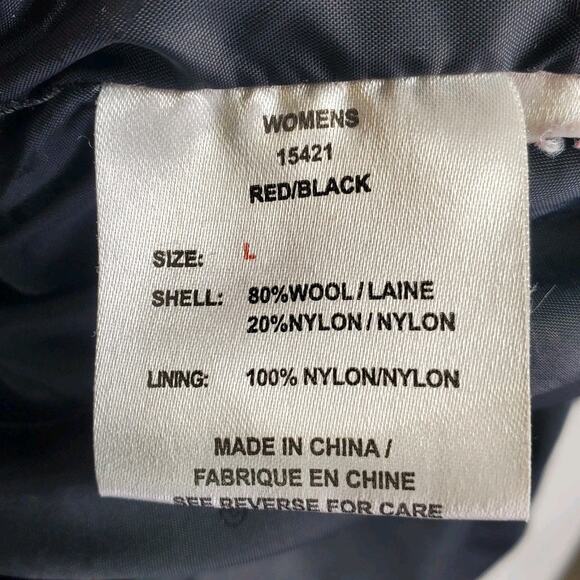 WOMENS
15421
RED/BLACK
SIZE: L
SHELL: 80%WOOL/LAINE
20%NYLON/NYLON
LINING: 100% NYLON/NYLON
MADE IN CHINA/
FABRIQUE EN CHINE
SEE REVERSE FOR CARE